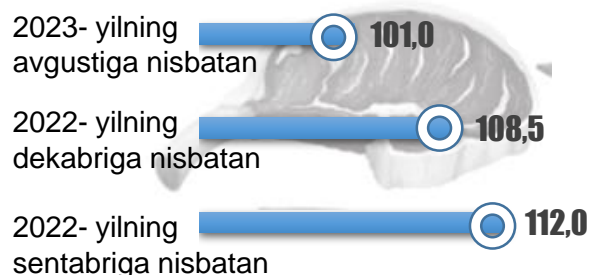 2023- yilning
avgustiga nisbatan
101,0
2022- yilning
dekabriga nisbatan
108,5
2022- yilning
sentabriga nisbatan
112,0